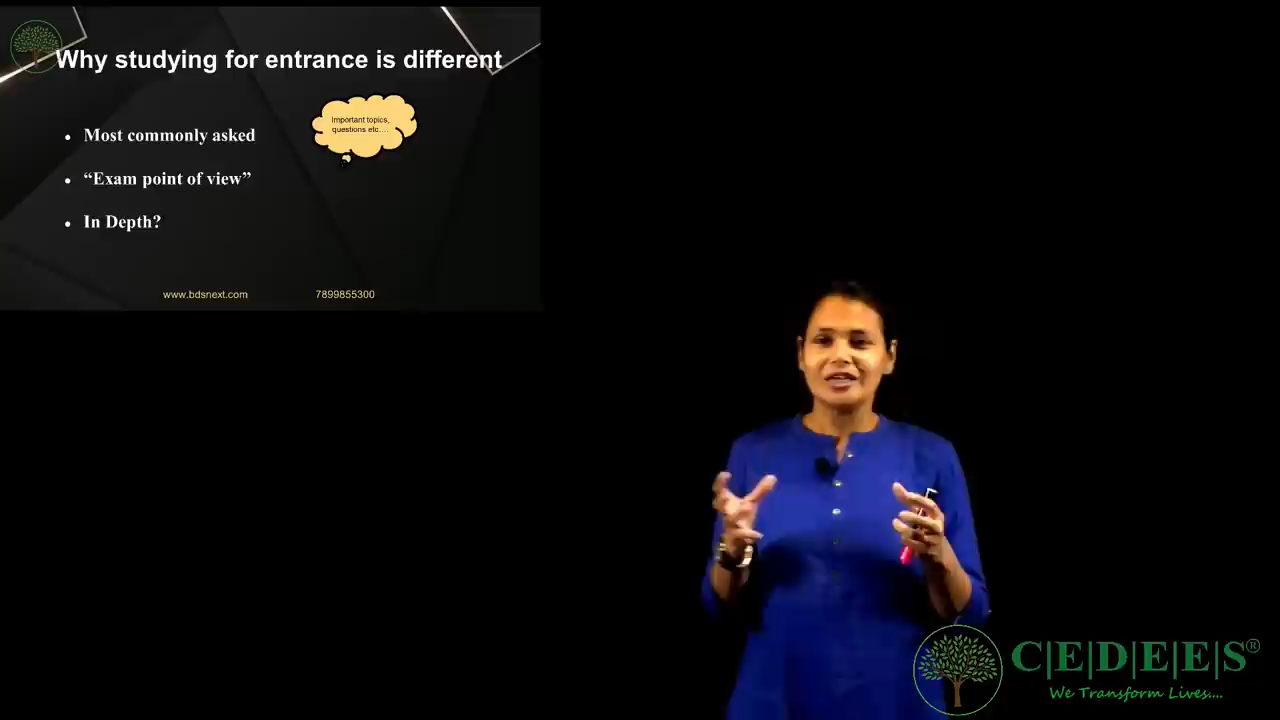 Why studying for entrance is different
Important topics,
questions etc....
• Most commonly asked
• “Exam point of view”
• In Depth?
www.bdsnext.com 7899855300
C|E|D|E|E|S®
We Transform Lives....